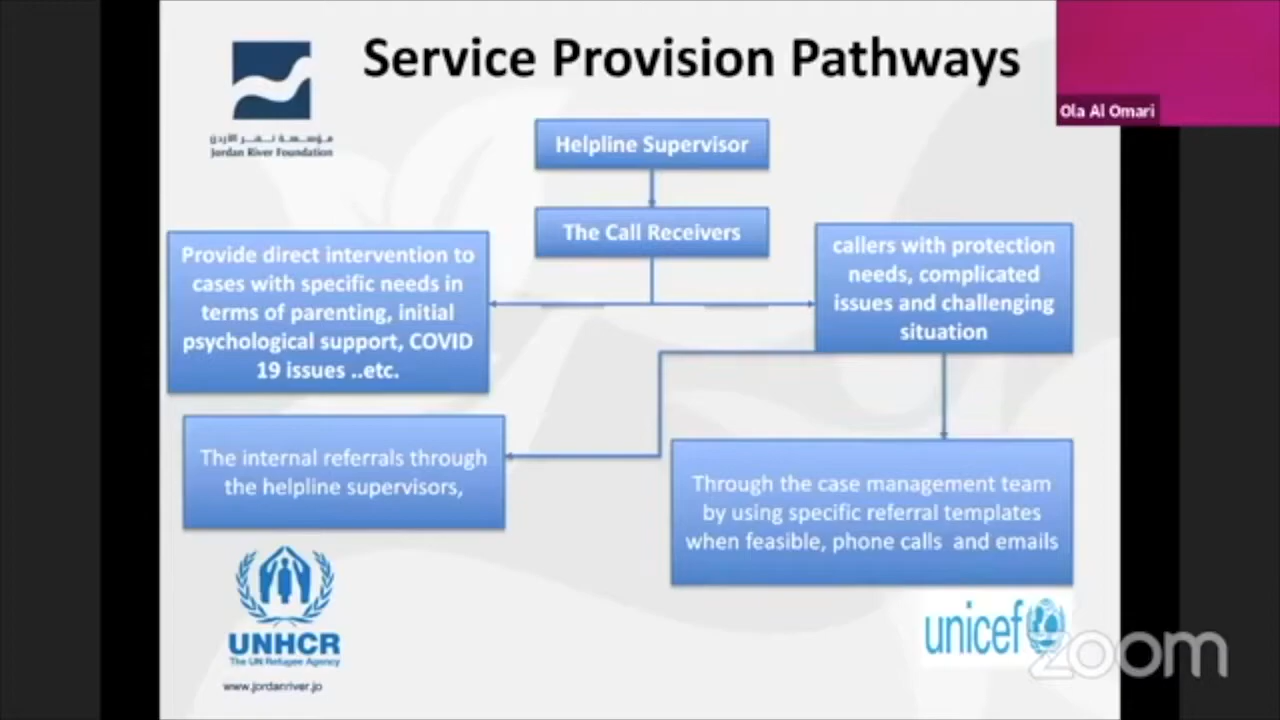 Service Provision Pathways
Ola Al Omari
مؤسسة نهر الأردن
Jordan River Foundation
Helpline Supervisor
The Call Receivers
Provide direct intervention to
cases with specific needs in
terms of parenting, initial
psychological support, COVID
19 issues ..etc.
callers with protection
needs, complicated
issues and challenging
situation
The internal referrals through
the helpline supervisors,
Through the case management team
by using specific referral templates
when feasible, phone calls and emails
UNHCR
The UN Refugee Agency
www.jordanriver.jo
unicef
zoom